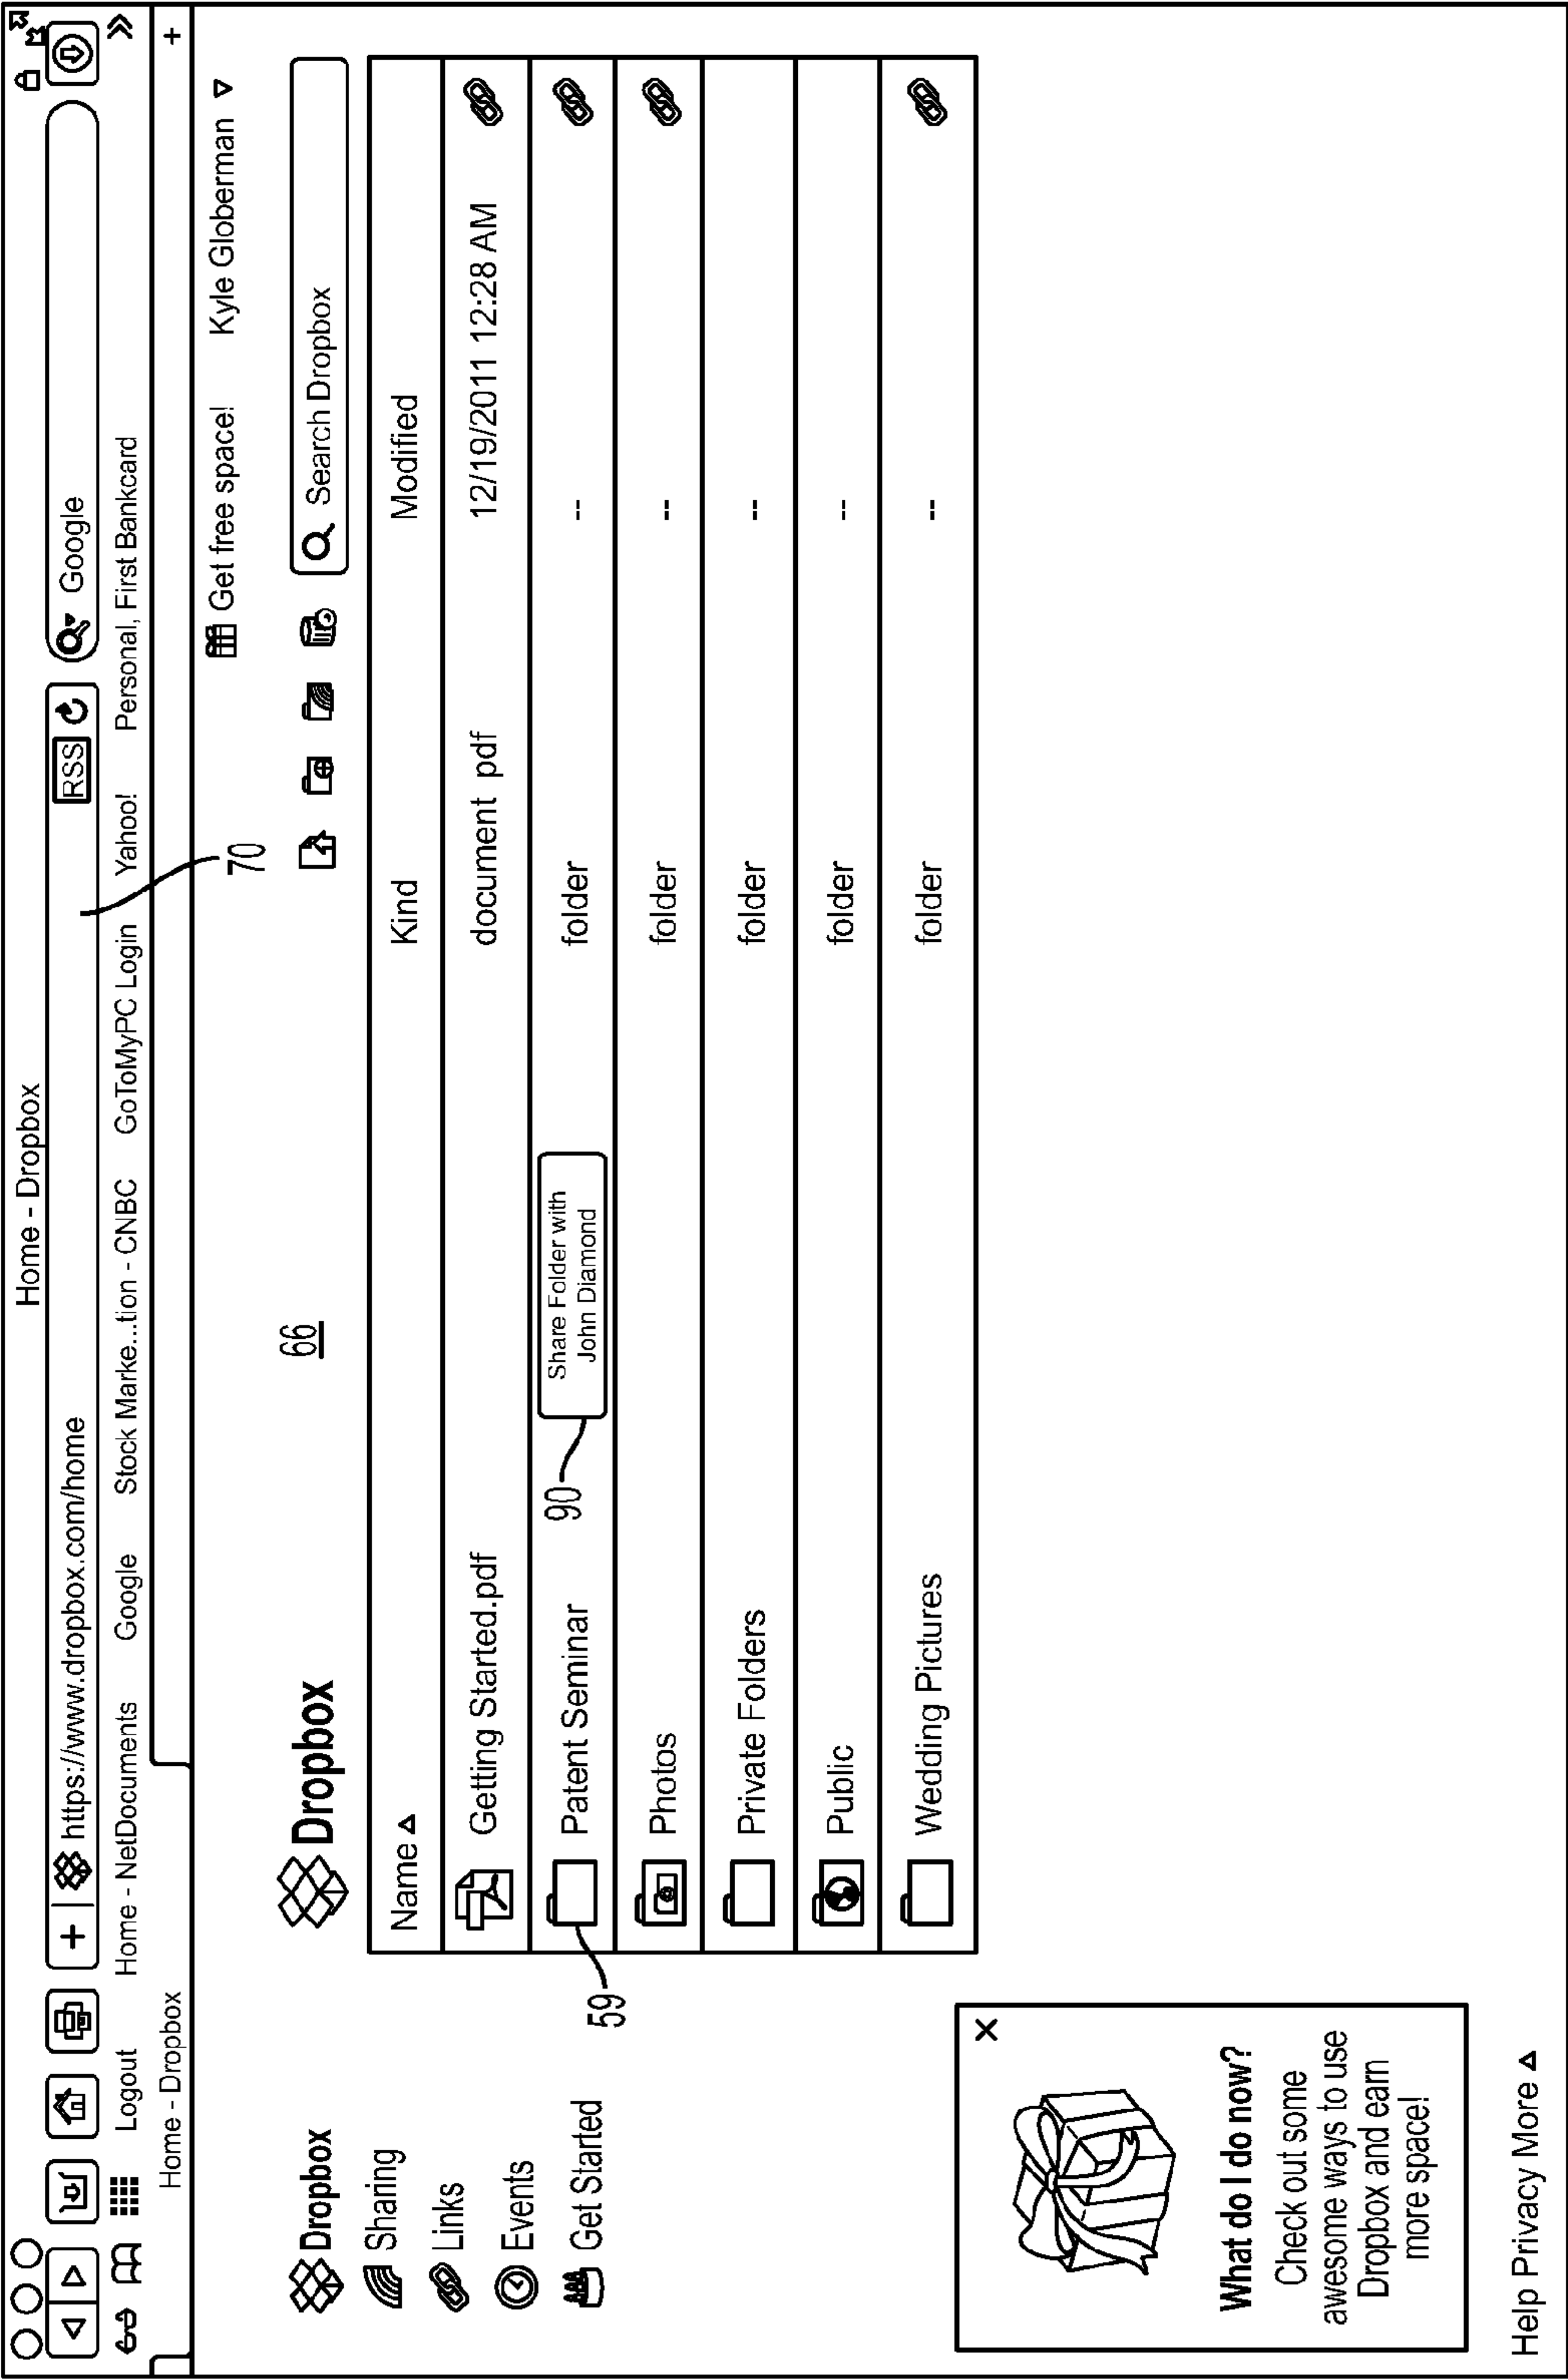 Home - Dropbox
+ https://www.dropbox.com/home RSS Google
Logout Home - NetDocuments Google Stock Marke...tion - CNBC GoToMyPC Login Yahoo! Personal, First Bankcard »
Home - Dropbox +
70
Get free space! Kyle Globerman
66
Dropbox
Sharing
Links
Events
Get Started
Dropbox
Search Dropbox
Name Kind Modified
Getting Started.pdf document pdf 12/19/2011 12:28 AM
Patent Seminar folder --
90
Share Folder with
John Diamond
59
Photos folder --
Private Folders folder --
Public folder --
Wedding Pictures folder --
X
What do I do now?
Check out some
awesome ways to use
Dropbox and earn
more space!
Help Privacy More